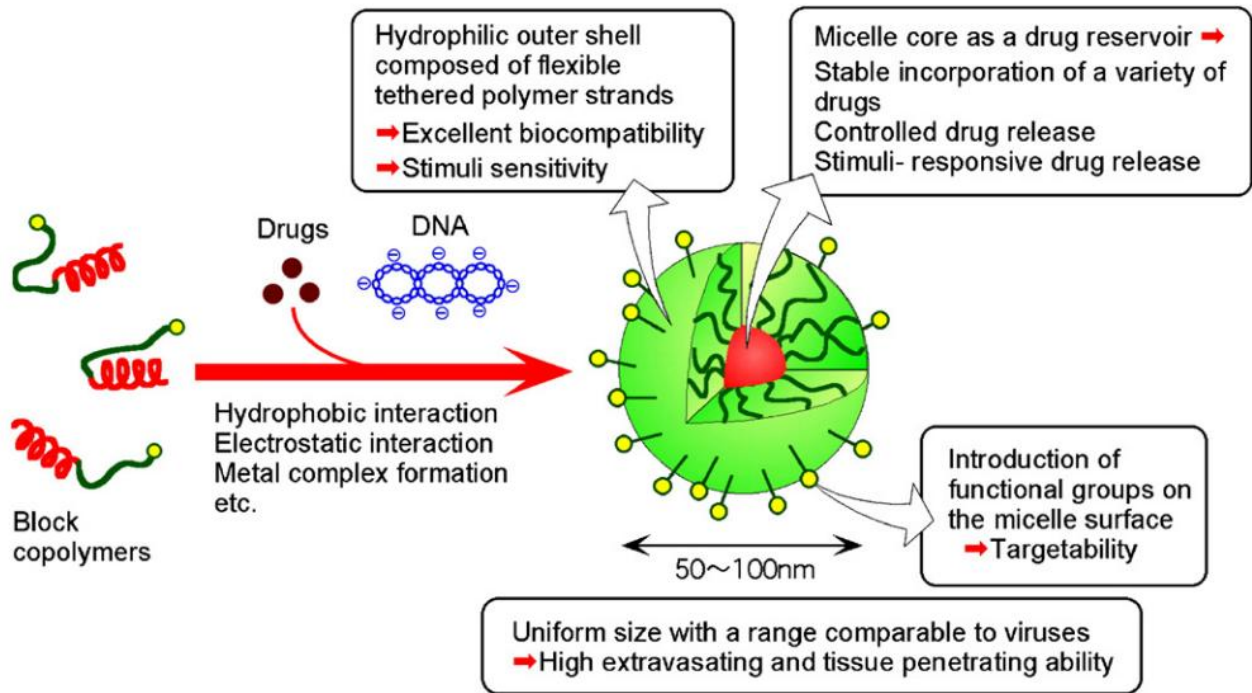 Hydrophilic outer shell
composed of flexible
tethered polymer strands
➡Excellent biocompatibility
➡Stimuli sensitivity
Micelle core as a drug reservoir ➡
Stable incorporation of a variety of
drugs
Controlled drug release
Stimuli- responsive drug release
Drugs
DNA
Hydrophobic interaction
Electrostatic interaction
Metal complex formation
etc.
Block
copolymers
Introduction of
functional groups on
the micelle surface
➡Targetability
50～100nm
Uniform size with a range comparable to viruses
➡High extravasating and tissue penetrating ability